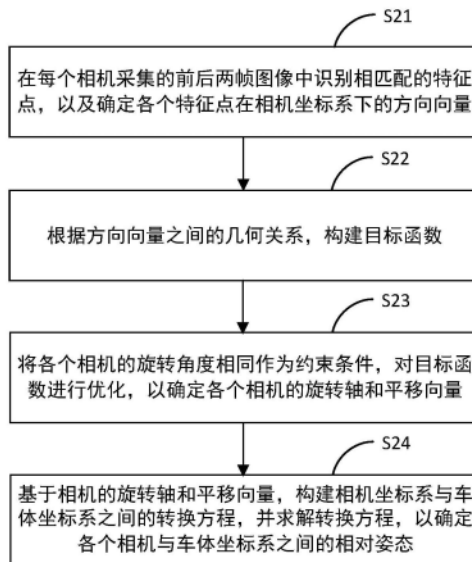 S21
在每个相机采集的前后两帧图像中识别相匹配的特征
点，以及确定各个特征点在相机坐标系下的方向向量
S22
根据方向向量之间的几何关系，构建目标函数
S23
将各个相机的旋转角度相同作为约束条件，对目标函
数进行优化，以确定各个相机的旋转轴和平移向量
S24
基于相机的旋转轴和平移向量，构建相机坐标系与车
体坐标系之间的转换方程，并求解转换方程，以确定
各个相机与车体坐标系之间的相对姿态